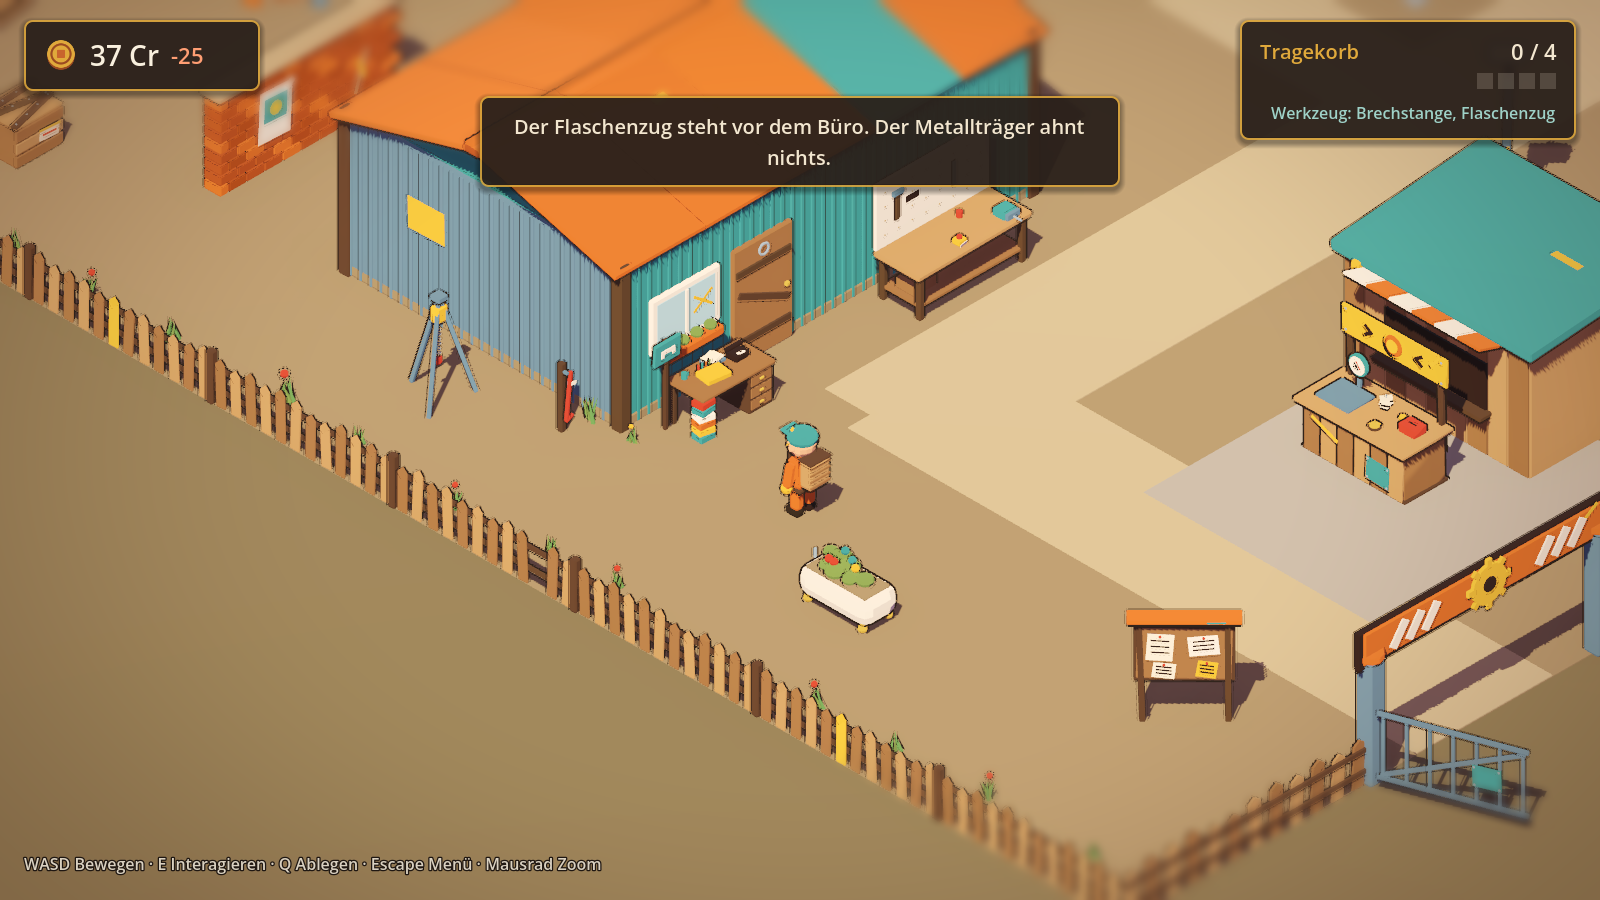 37 Cr -25
Tragekorb 0 / 4
Werkzeug: Brechstange, Flaschenzug
Der Flaschenzug steht vor dem Büro. Der Metallträger ahnt
nichts.
WASD Bewegen · E Interagieren · Q Ablegen · Escape Menü · Mausrad Zoom